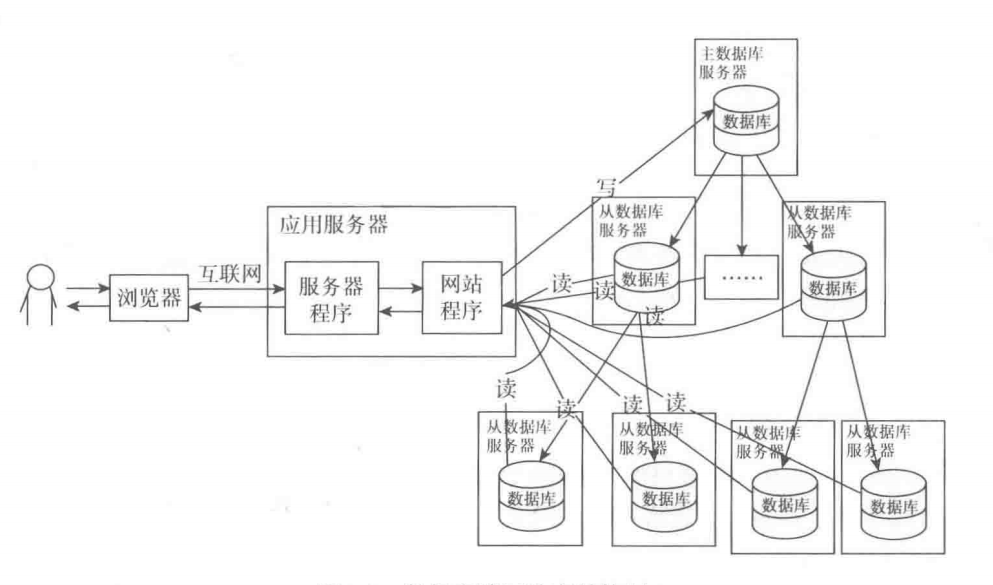 主数据库
服务器
数据库
写
应用服务器
从数据库
服务器
数据库
……
从数据库
服务器
数据库
互联网
浏览器
服务器
程序
网站
程序
读
读
读
读
读
读
读
从数据库
服务器
数据库
从数据库
服务器
数据库
从数据库
服务器
数据库
从数据库
服务器
数据库